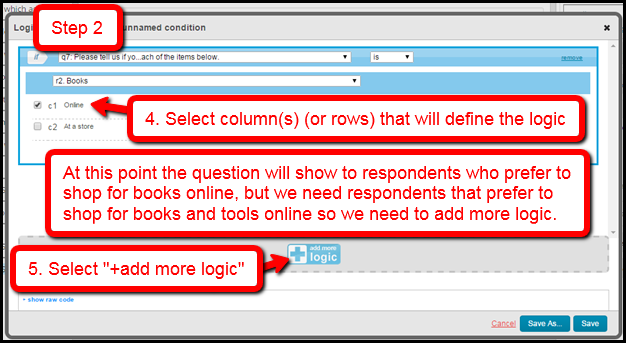 which a
Logi
unnamed condition
Step 2
if
q7: Please tell us if yo...ach of the items below.
is
remove
r2. Books
c1 Online
4. Select column(s) (or rows) that will define the logic
c2 At a store
At this point the question will show to respondents who prefer to
shop for books online, but we need respondents that prefer to
shop for books and tools online so we need to add more logic.
add more
logic
5. Select "+add more logic"
show raw code
Cancel
Save As...
Save